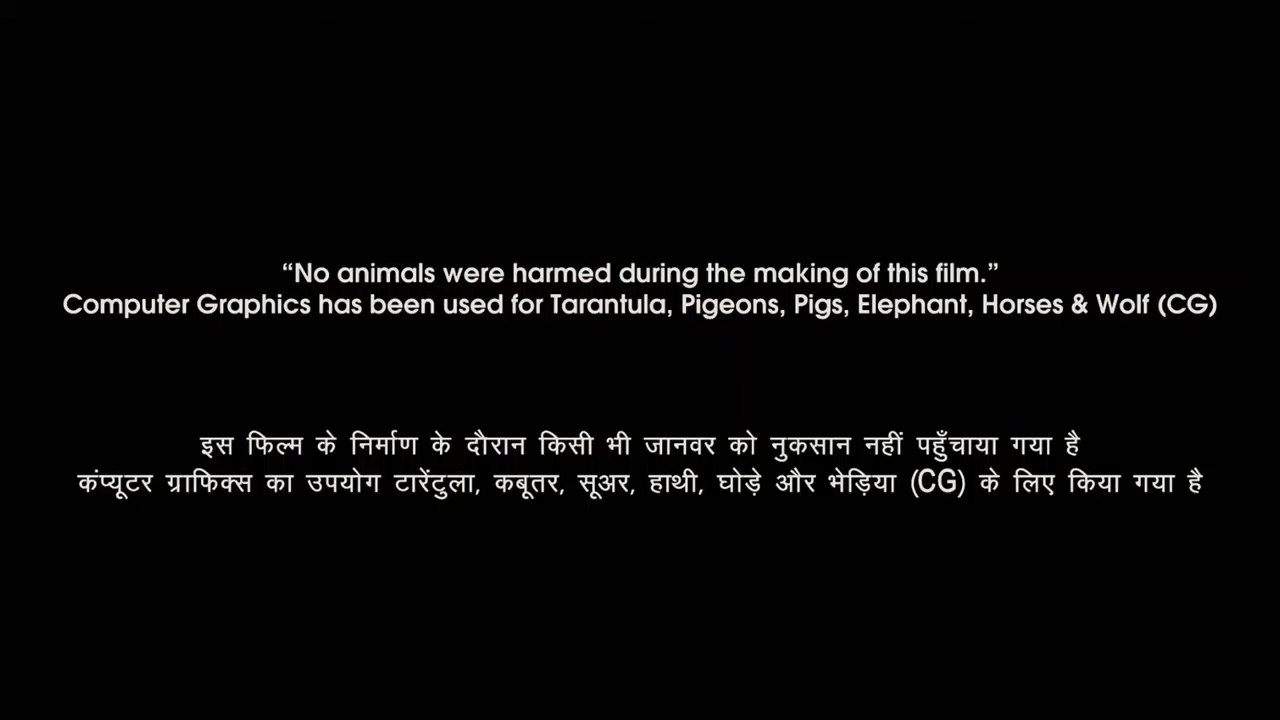 “No animals were harmed during the making of this film.”
Computer Graphics has been used for Tarantula, Pigeons, Pigs, Elephant, Horses & Wolf (CG)
इस फिल्म के निर्माण के दौरान किसी भी जानवर को नुकसान नहीं पहुँचाया गया है
कंप्यूटर ग्राफिक्स का उपयोग टारेंटुला, कबूतर, सूअर, हाथी, घोड़े और भेड़िया (CG) के लिए किया गया है